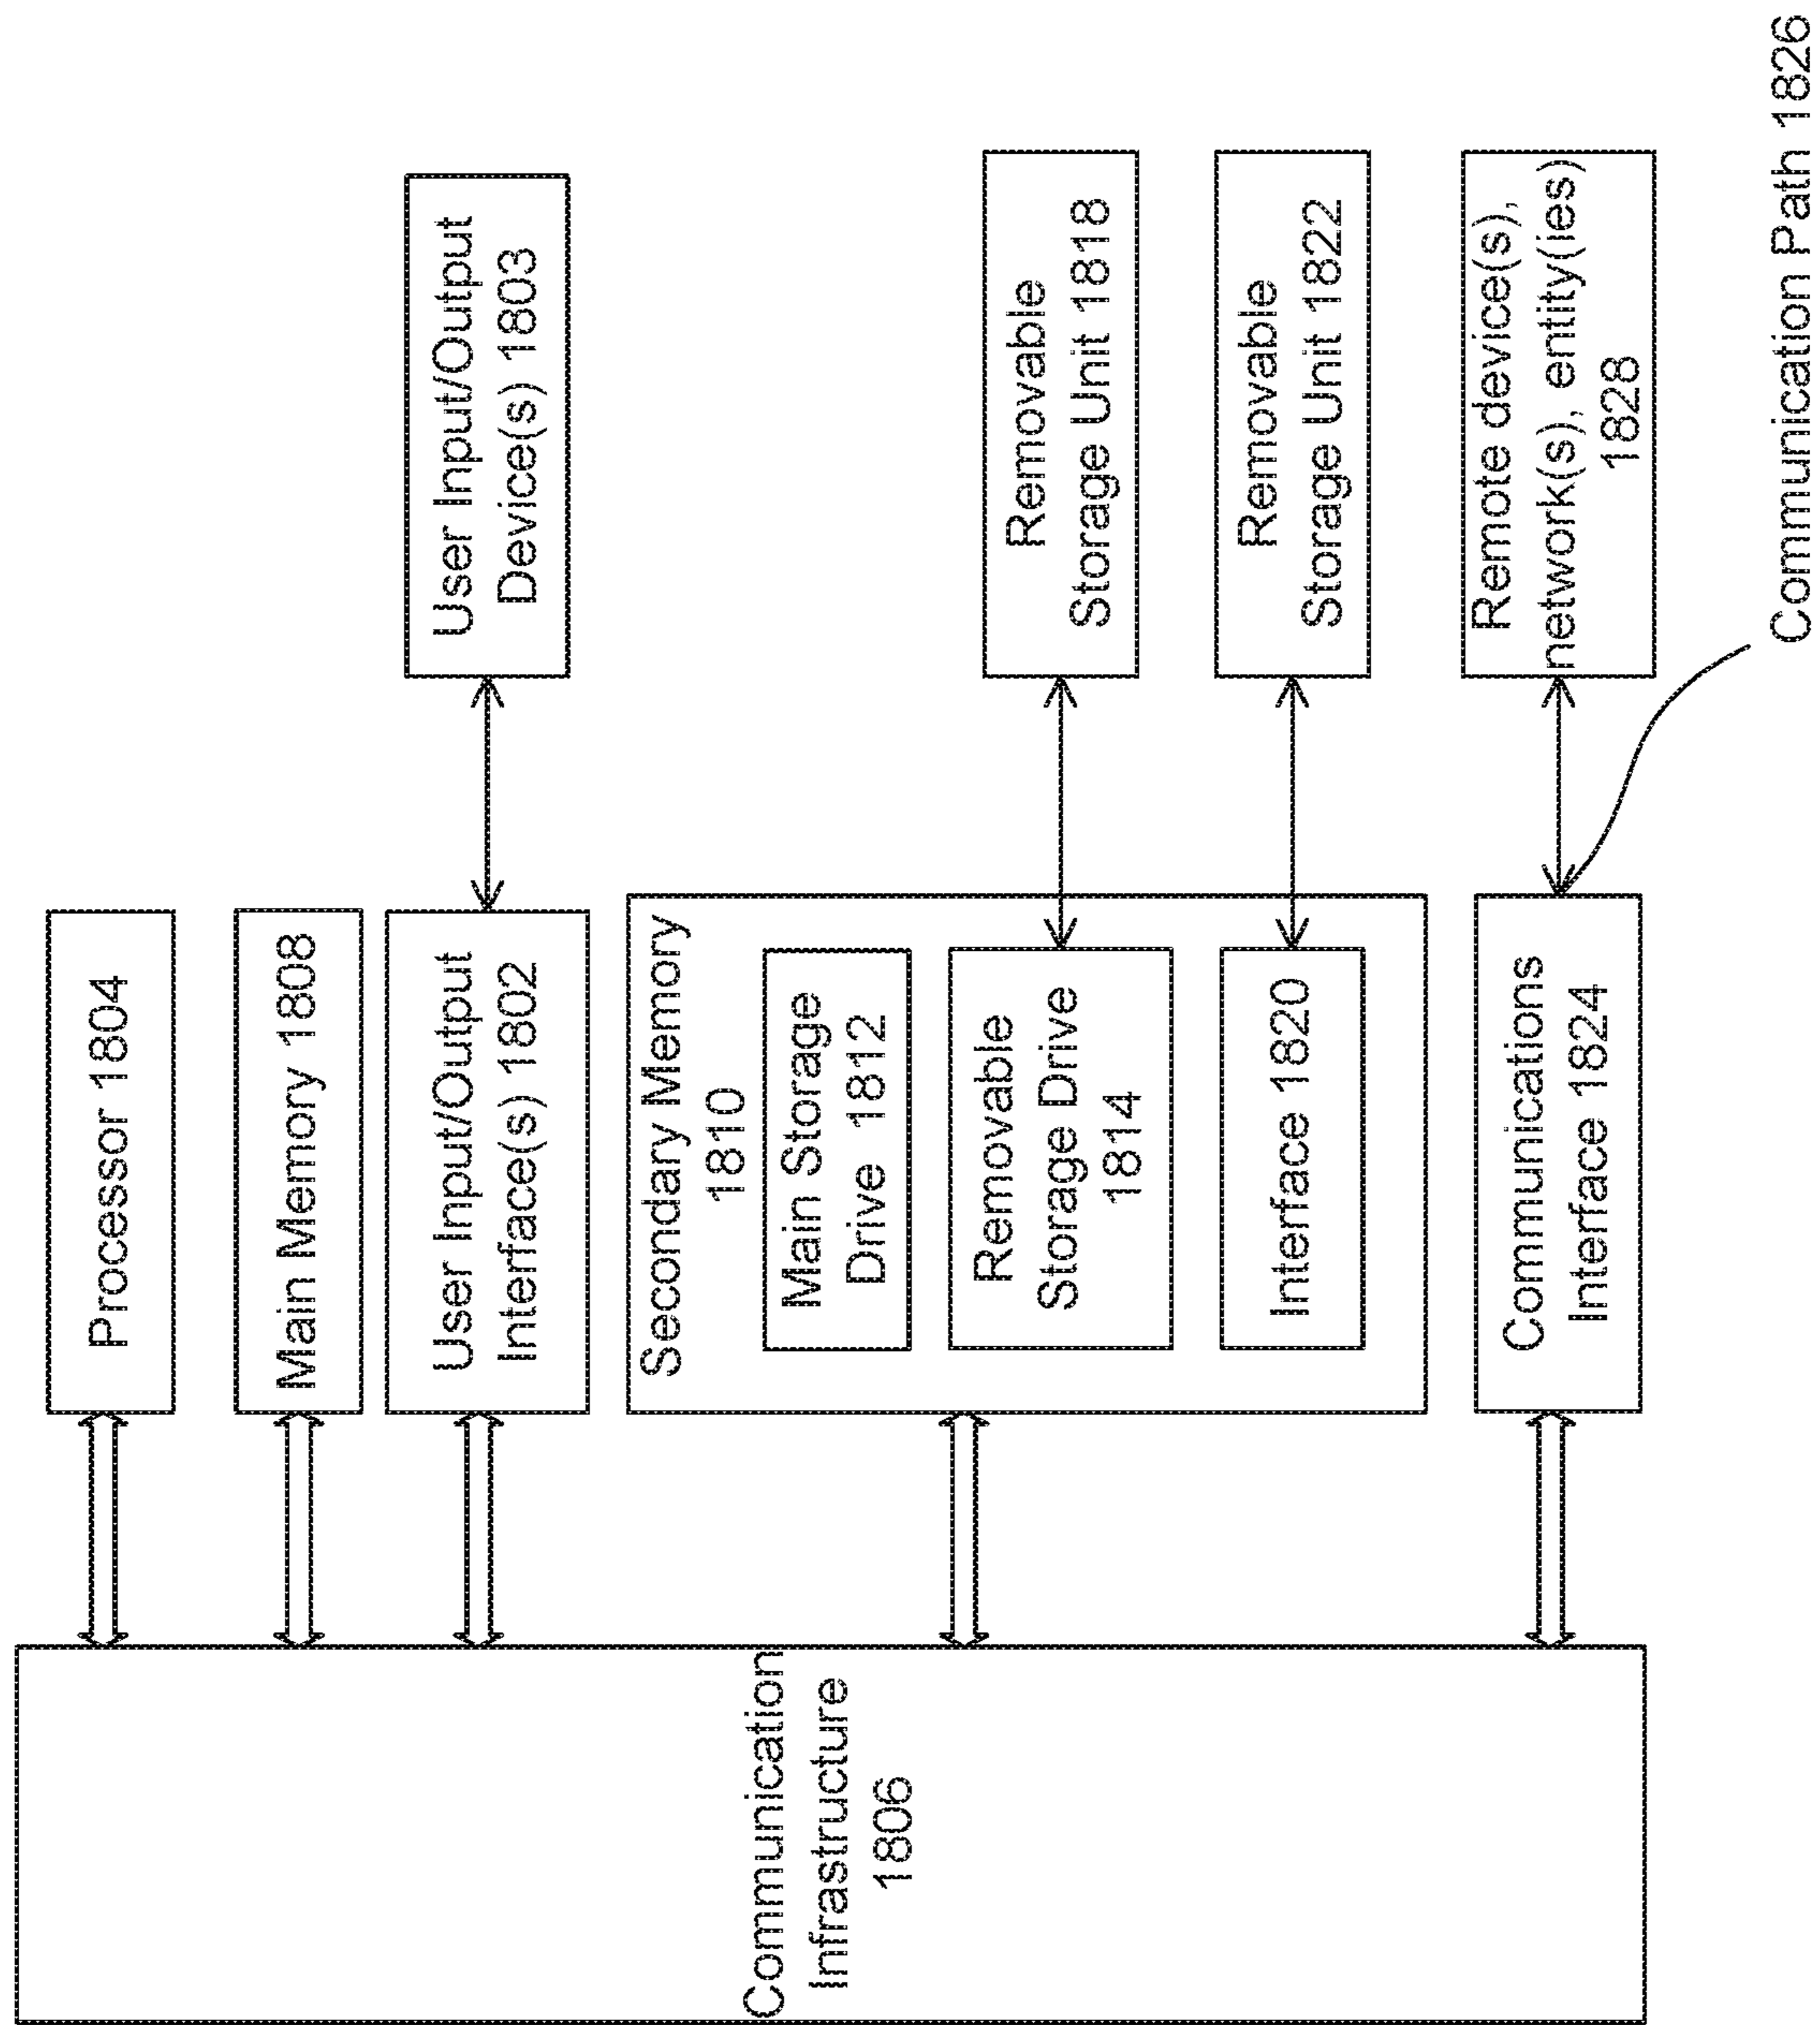 Processor 1804
Main Memory 1808
User Input/Output
Interface(s) 1802
User Input/Output
Device(s) 1803
Secondary Memory
1810
Main Storage
Drive 1812
Removable
Storage Drive
1814
Interface 1820
Removable
Storage Unit 1818
Removable
Storage Unit 1822
Communications
Interface 1824
Remote device(s),
network(s), entity(ies)
1828
Communication Path 1826
Communication
Infrastructure
1806